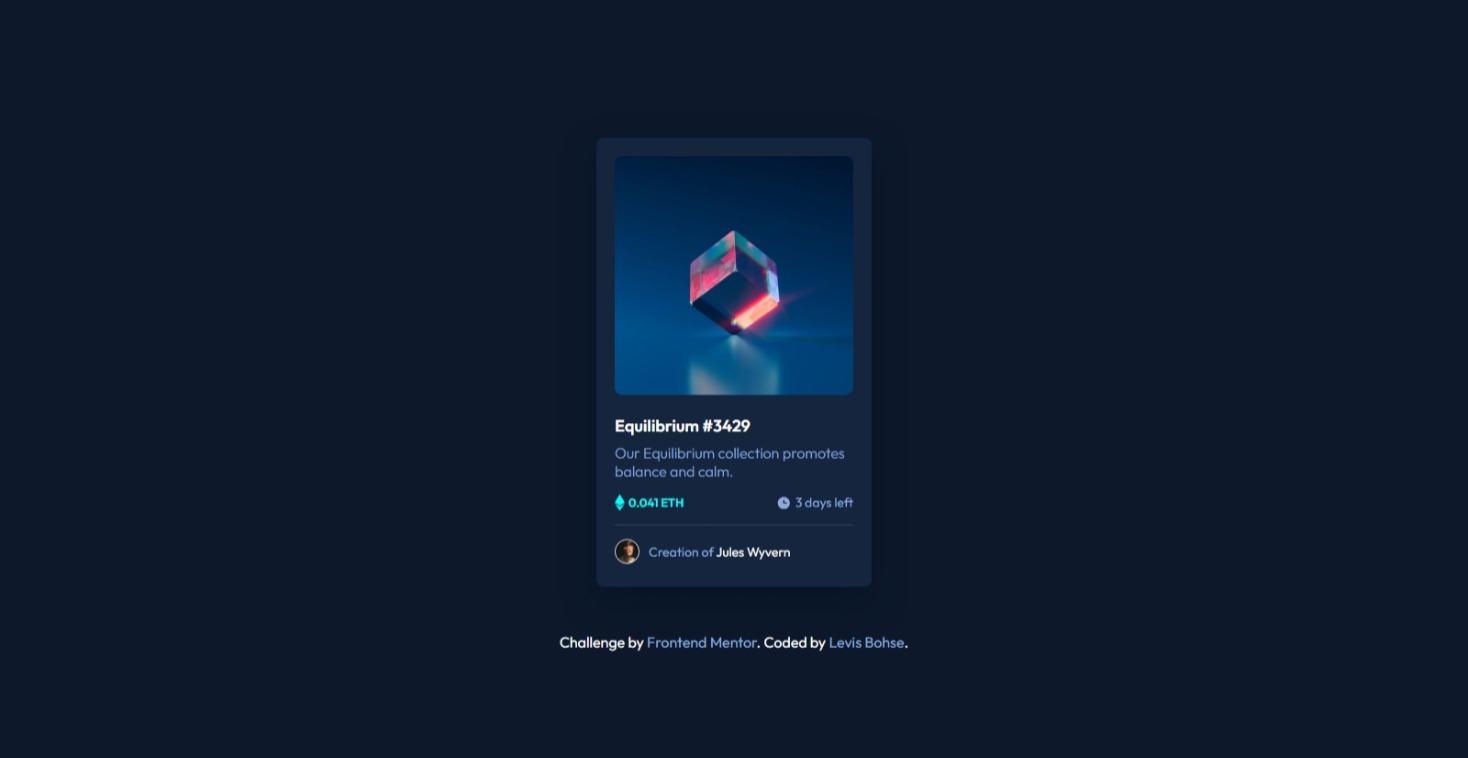 Equilibrium #3429
Our Equilibrium collection promotes
balance and calm.
0.041 ETH
3 days left
Creation of Jules Wyvern
Challenge by Frontend Mentor. Coded by Levis Bohse.